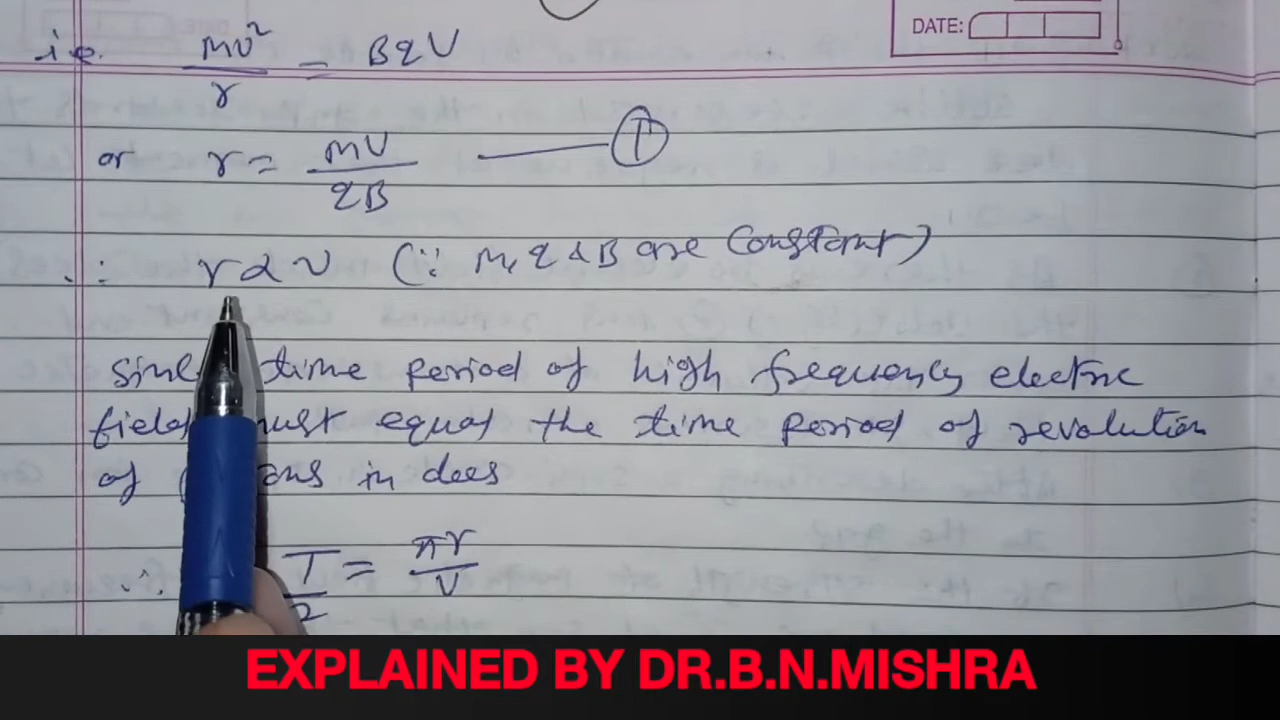 DATE:
i.e. mv²/r = BqV
or r = mv/qB ——— (I)
∴ r α v (∵ m, q & B are constant)
time period of high frequency electric
must equal the time period of revolution
of in dees
∴ T/2 = πr/v
EXPLAINED BY DR.B.N.MISHRA